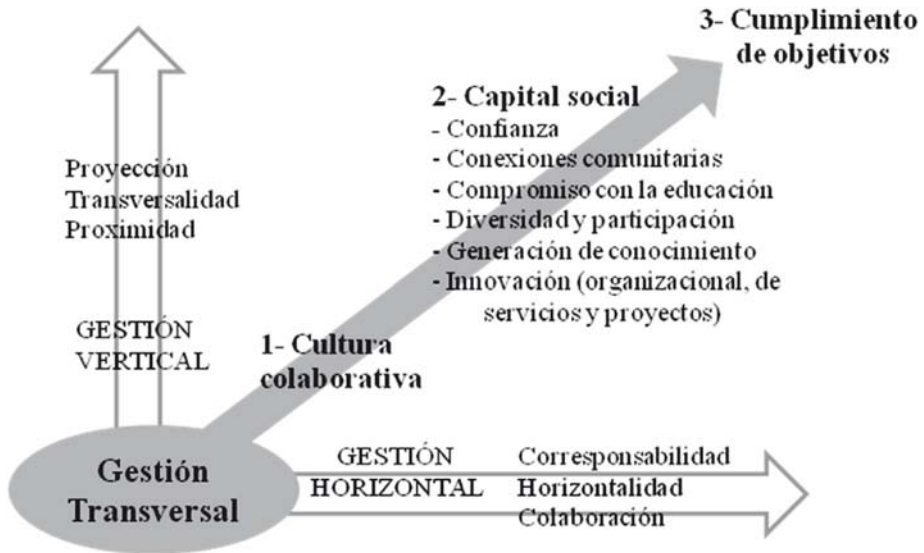 3- Cumplimiento
de objetivos
2- Capital social
- Confianza
- Conexiones comunitarias
- Compromiso con la educación
- Diversidad y participación
- Generación de conocimiento
- Innovación (organizacional, de
servicios y proyectos)
Proyección
Transversalidad
Proximidad
GESTIÓN
VERTICAL
1- Cultura
colaborativa
Gestión
Transversal
GESTIÓN
HORIZONTAL
Corresponsabilidad
Horizontalidad
Colaboración